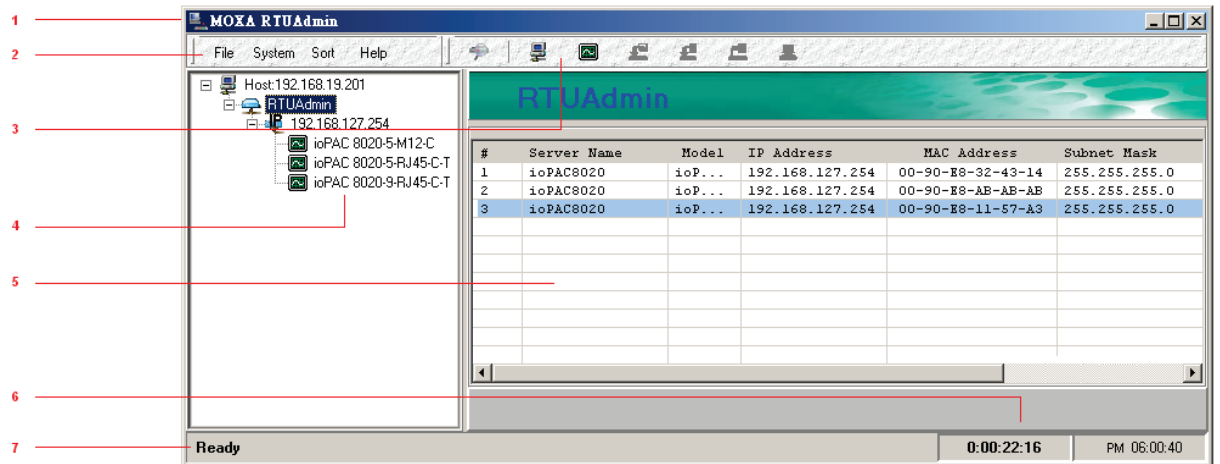 1
MOXA RTUAdmin
2
File System Sort Help
Host:192.168.19.201
RTUAdmin
RTUAdmin
3
IP 192.168.127.254
ioPAC 8020-5-M12-C
ioPAC 8020-5-RJ45-C-T
ioPAC 8020-9-RJ45-C-T
# Server Name Model IP Address MAC Address Subnet Mask
1 ioPAC8020 ioP... 192.168.127.254 00-90-E8-32-43-14 255.255.255.0
2 ioPAC8020 ioP... 192.168.127.254 00-90-E8-AB-AB-AB 255.255.255.0
3 ioPAC8020 ioP... 192.168.127.254 00-90-E8-11-57-A3 255.255.255.0
4
5
6
7
Ready 0:00:22:16 PM 06:00:40